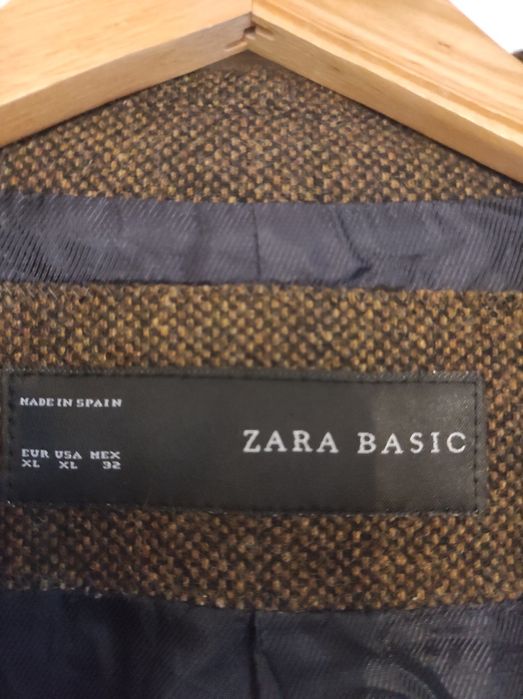 MADE IN SPAIN
ZARA BASIC
EUR USA MEX
XL XL 32